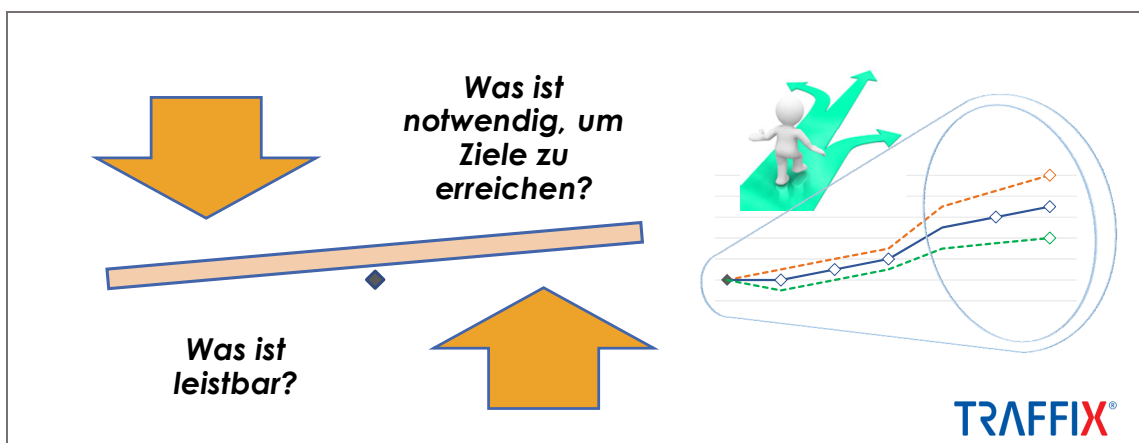 Was ist
notwendig, um
Ziele zu
erreichen?
Was ist
leistbar?
TRAFFIX®